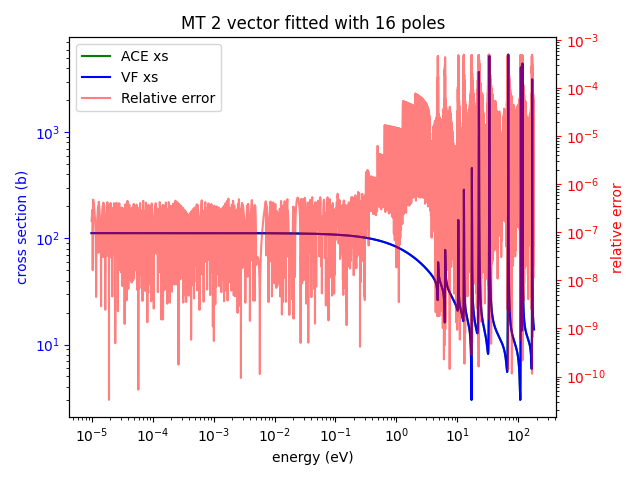 MT 2 vector fitted with 16 poles
ACE xs
VF xs
Relative error
cross section (b)
10³
10²
10¹
relative error
10⁻³
10⁻⁴
10⁻⁵
10⁻⁶
10⁻⁷
10⁻⁸
10⁻⁹
10⁻¹⁰
10⁻⁵ 10⁻⁴ 10⁻³ 10⁻² 10⁻¹ 10⁰ 10¹ 10²
energy (eV)